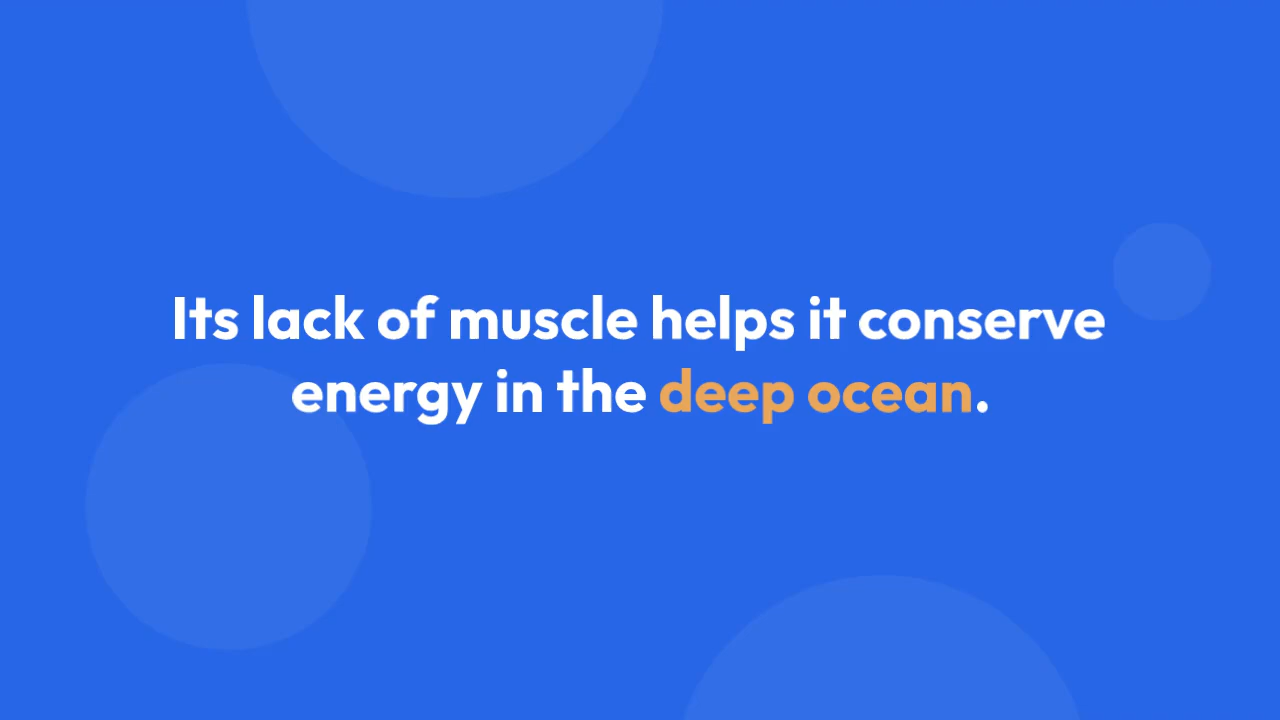 Its lack of muscle helps it conserve
energy in the deep ocean.